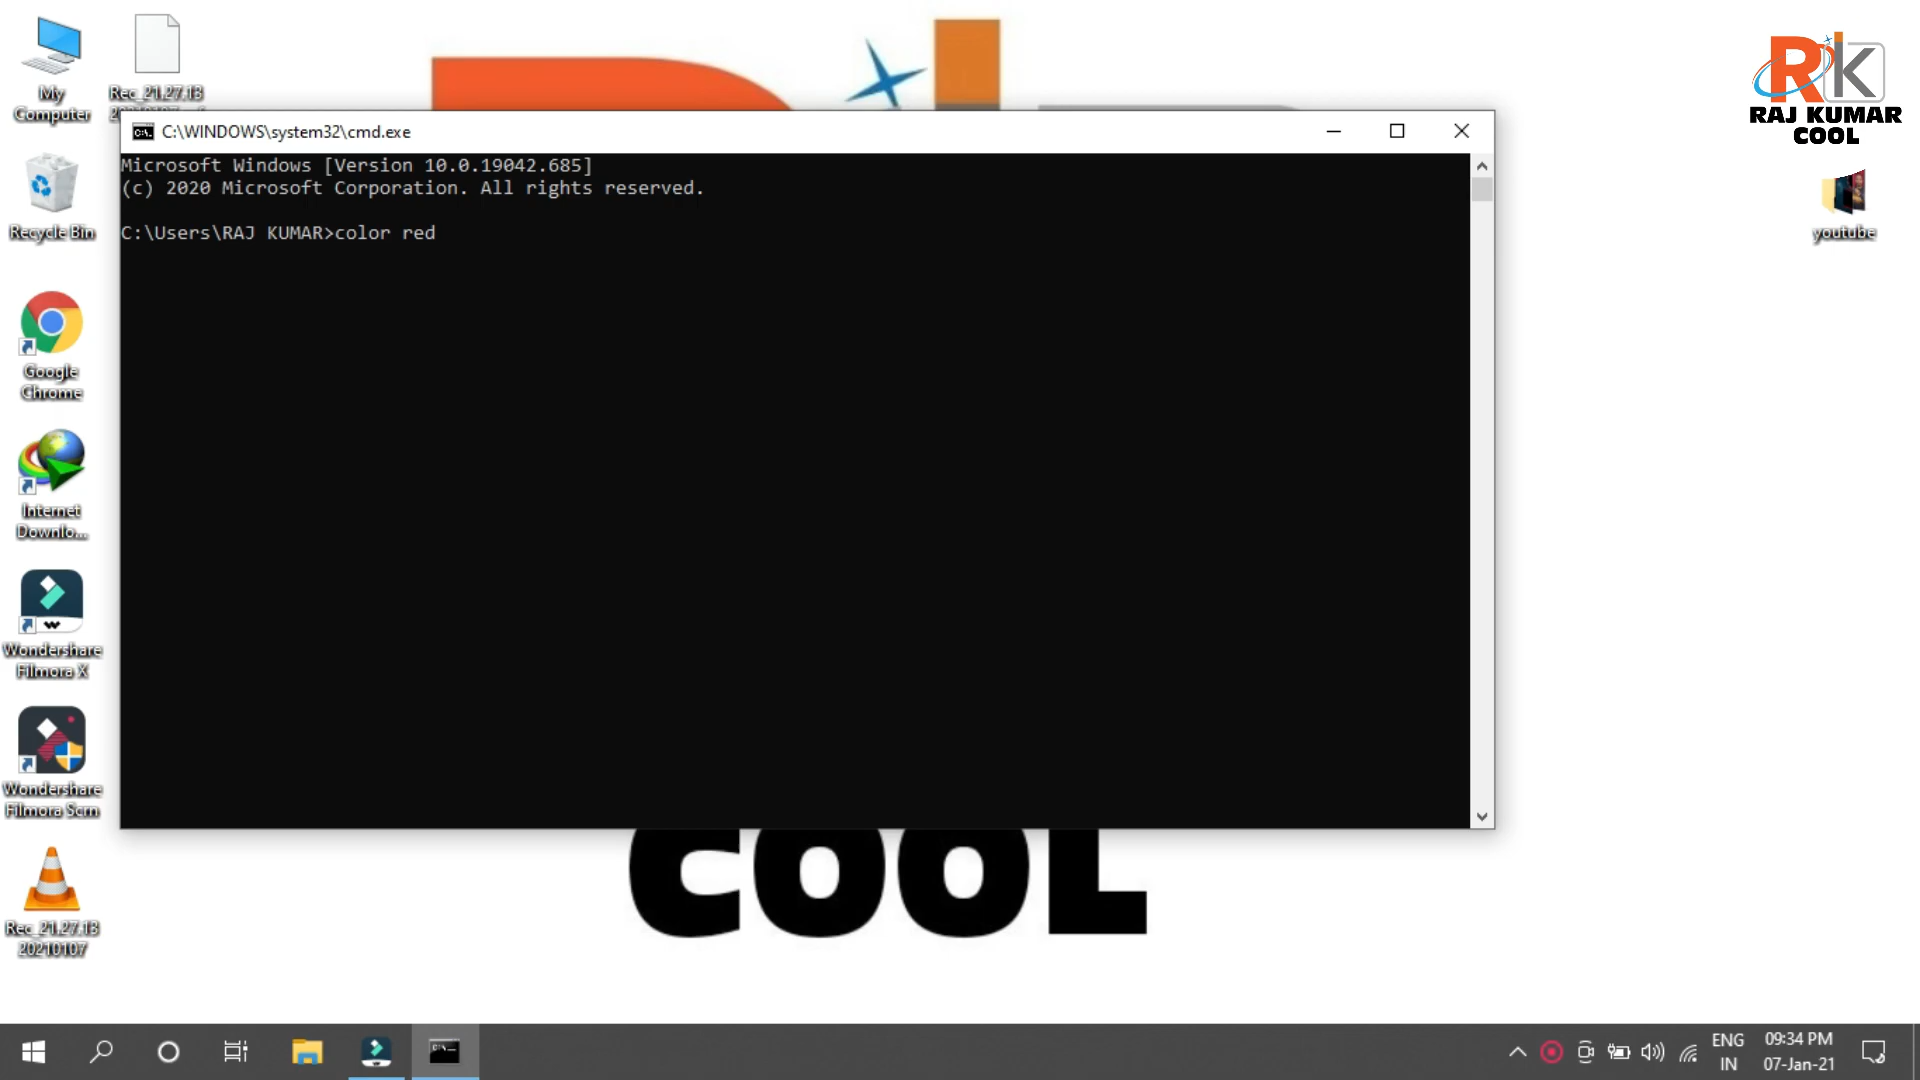 My
Computer
Rec_21.27.13
RAJ KUMAR
COOL
C:\WINDOWS\system32\cmd.exe
Microsoft Windows [Version 10.0.19042.685]
(c) 2020 Microsoft Corporation. All rights reserved.
C:\Users\RAJ KUMAR>color red
Recycle Bin
youtube
Google
Chrome
Internet
Downlo...
Wondershare
Filmora X
Wondershare
Filmora Scrn
Rec_21.27.13
20210107
COOL
ENG
IN
09:34 PM
07-Jan-21